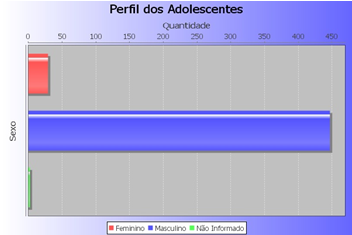 Perfil dos Adolescentes
Quantidade
0 50 100 150 200 250 300 350 400 450
Sexo
Feminino Masculino Não Informado